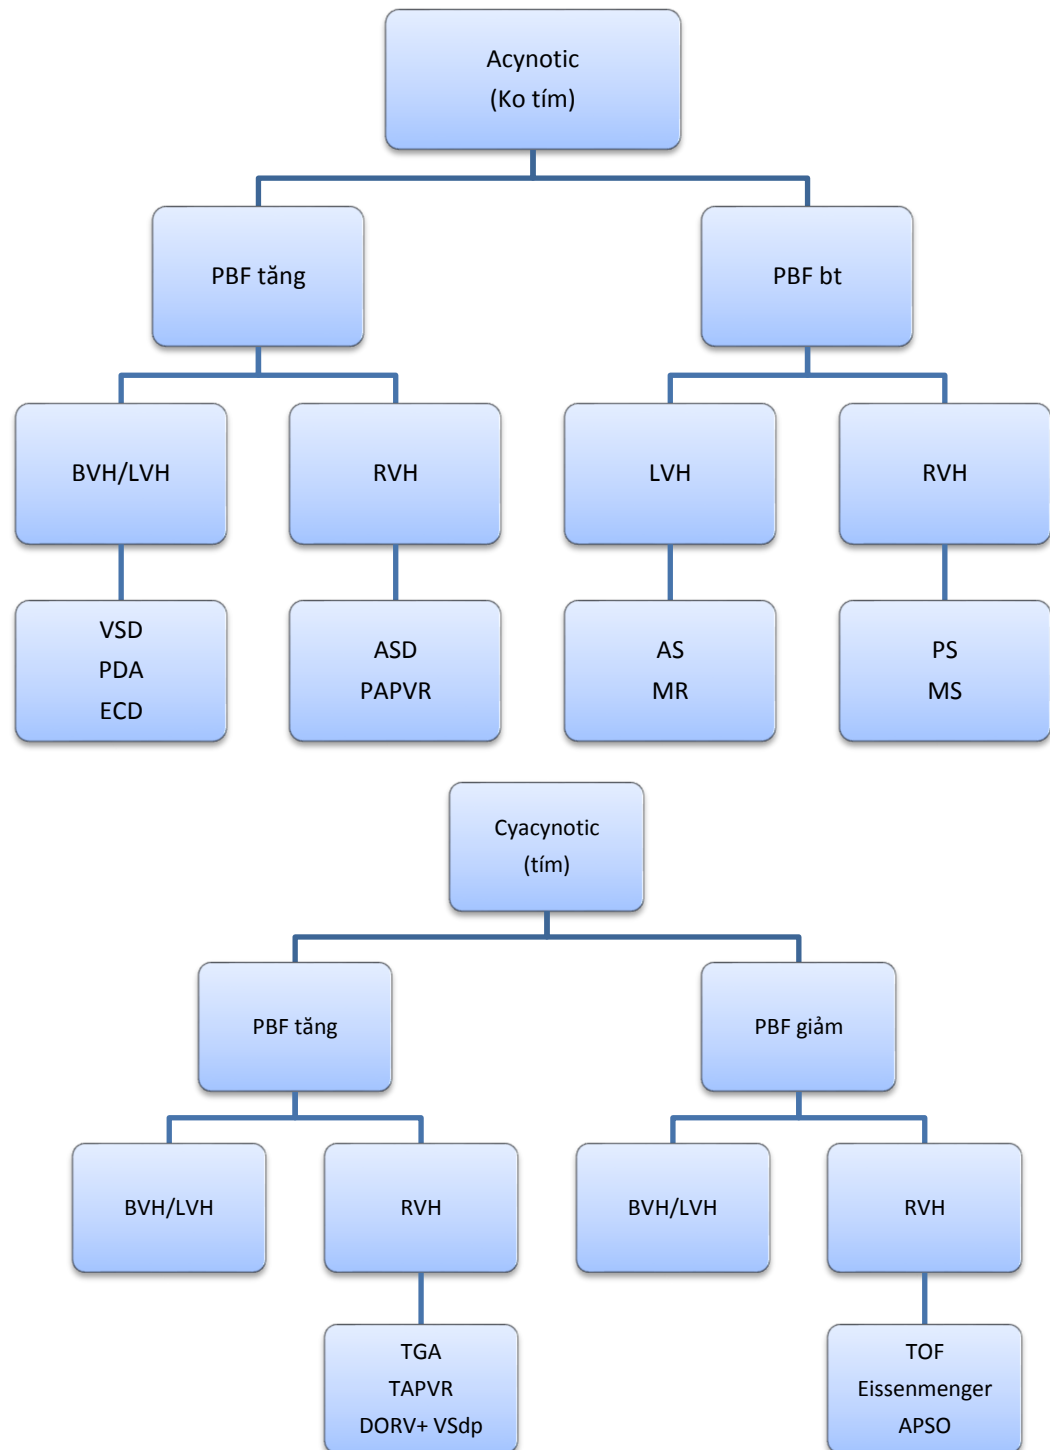 Acynotic
(Ko tím)
PBF tăng
PBF bt
BVH/LVH
RVH
LVH
RVH
VSD
PDA
ECD
ASD
PAPVR
AS
MR
PS
MS
Cyacynotic
(tím)
PBF tăng
PBF giảm
BVH/LVH
RVH
BVH/LVH
RVH
TGA
TAPVR
DORV+ VSdp
TOF
Eissenmenger
APSO